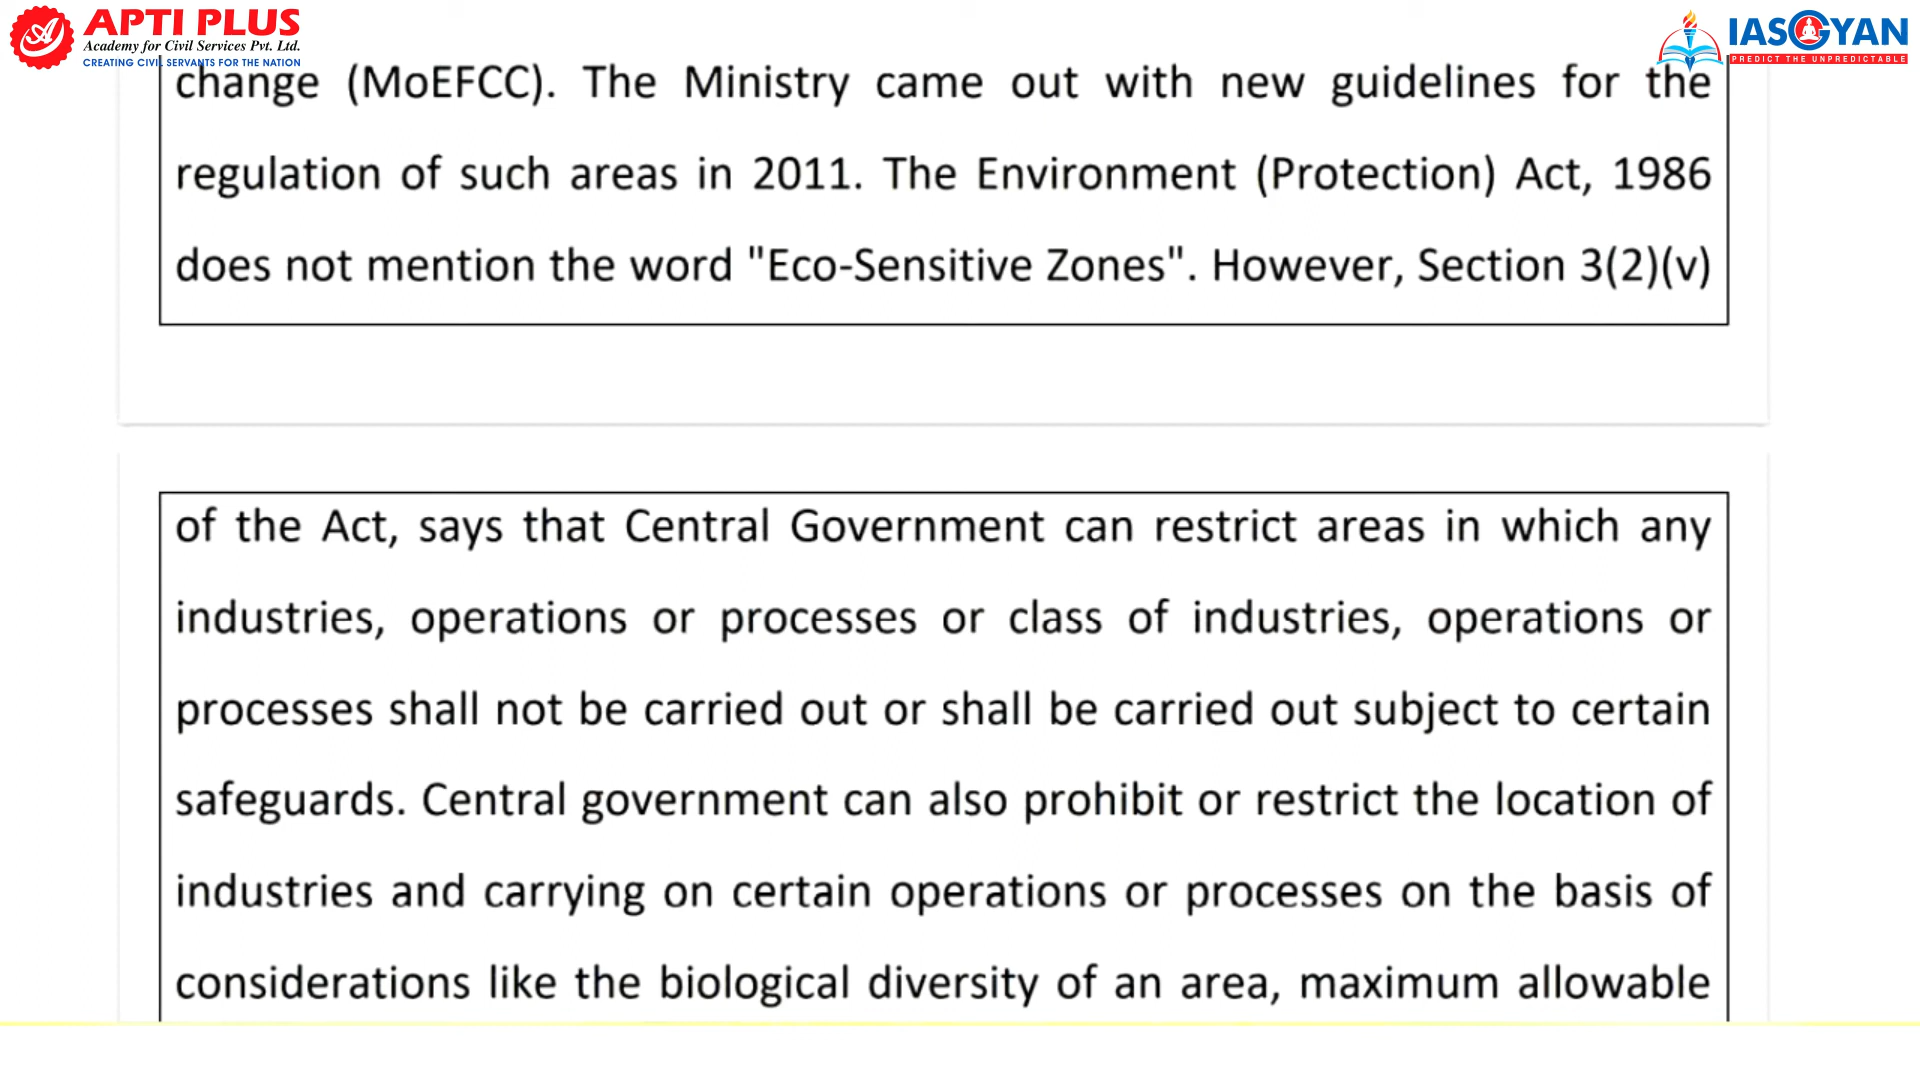 APTI PLUS
Academy for Civil Services Pvt. Ltd.
CREATING CIVIL SERVANTS FOR THE NATION
IASGYAN
PREDICT THE UNPREDICTABLE
change (MoEFCC). The Ministry came out with new guidelines for the
regulation of such areas in 2011. The Environment (Protection) Act, 1986
does not mention the word "Eco-Sensitive Zones". However, Section 3(2)(v)
of the Act, says that Central Government can restrict areas in which any
industries, operations or processes or class of industries, operations or
processes shall not be carried out or shall be carried out subject to certain
safeguards. Central government can also prohibit or restrict the location of
industries and carrying on certain operations or processes on the basis of
considerations like the biological diversity of an area, maximum allowable